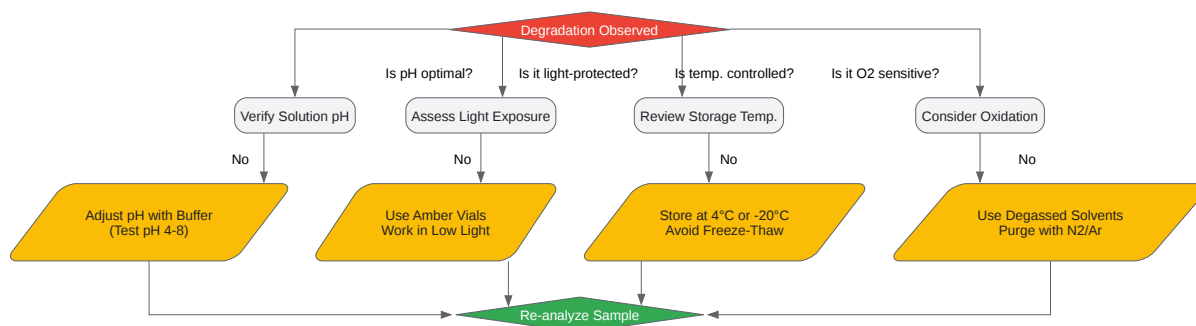 Degradation Observed
Is pH optimal?
Is it light-protected?
Is temp. controlled?
Is it O2 sensitive?
Verify Solution pH
Assess Light Exposure
Review Storage Temp.
Consider Oxidation
No
No
No
No
Adjust pH with Buffer
(Test pH 4-8)
Use Amber Vials
Work in Low Light
Store at 4°C or -20°C
Avoid Freeze-Thaw
Use Degassed Solvents
Purge with N2/Ar
Re-analyze Sample